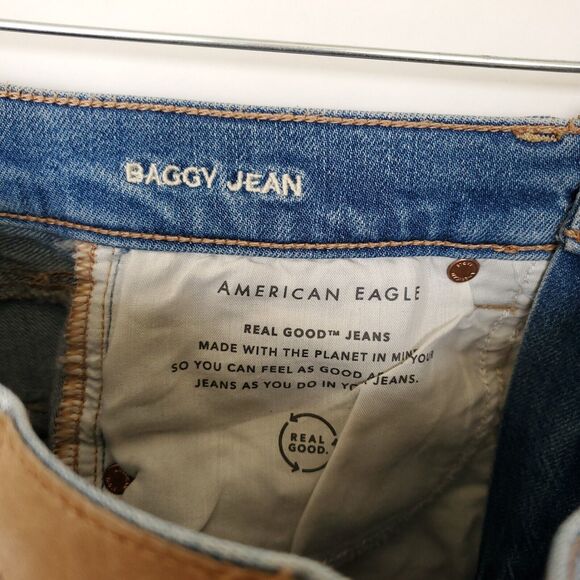 BAGGY JEAN
AMERICAN EAGLE
REAL GOOD™ JEANS
MADE WITH THE PLANET IN MIND YOUR
SO YOU CAN FEEL AS GOOD
JEANS AS YOU DO IN JEANS.
REAL
GOOD.